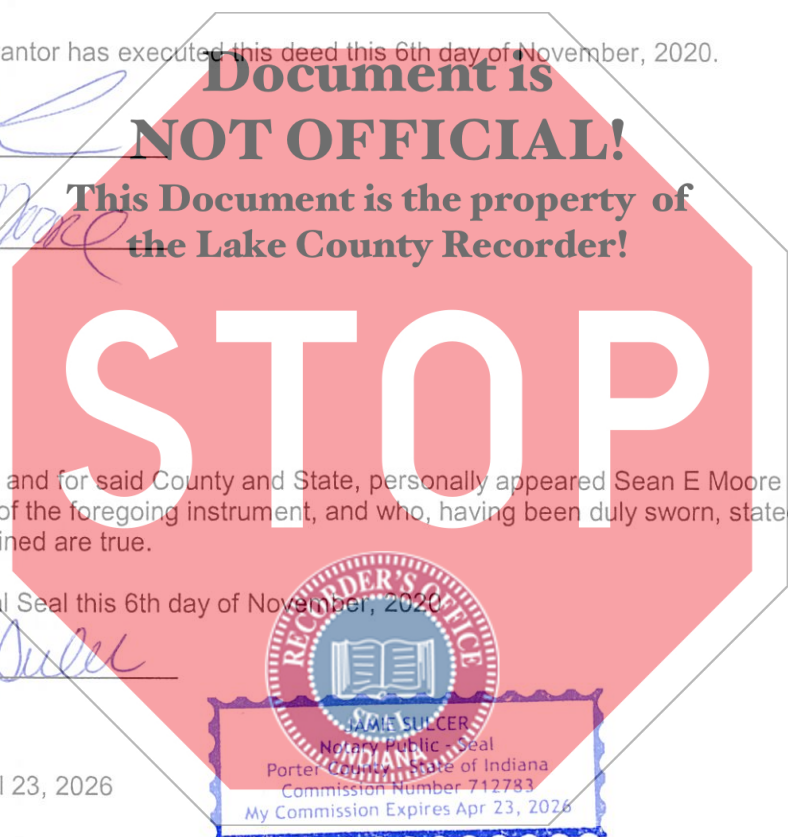 antor has executed this deed this 6th day of November, 2020.
Document is
NOT OFFICIAL!
This Document is the property of
the Lake County Recorder!
Moore
STOP
and for said County and State, personally appeared Sean E Moore
of the foregoing instrument, and who, having been duly sworn, state
ined are true.
l Seal this 6th day of November, 2020
RECORDER'S OFFICE
SEAL
INDIANA
Sulcer
JAMIE SULCER
Notary Public - Seal
Porter County - State of Indiana
Commission Number 712783
My Commission Expires Apr 23, 2026
l 23, 2026